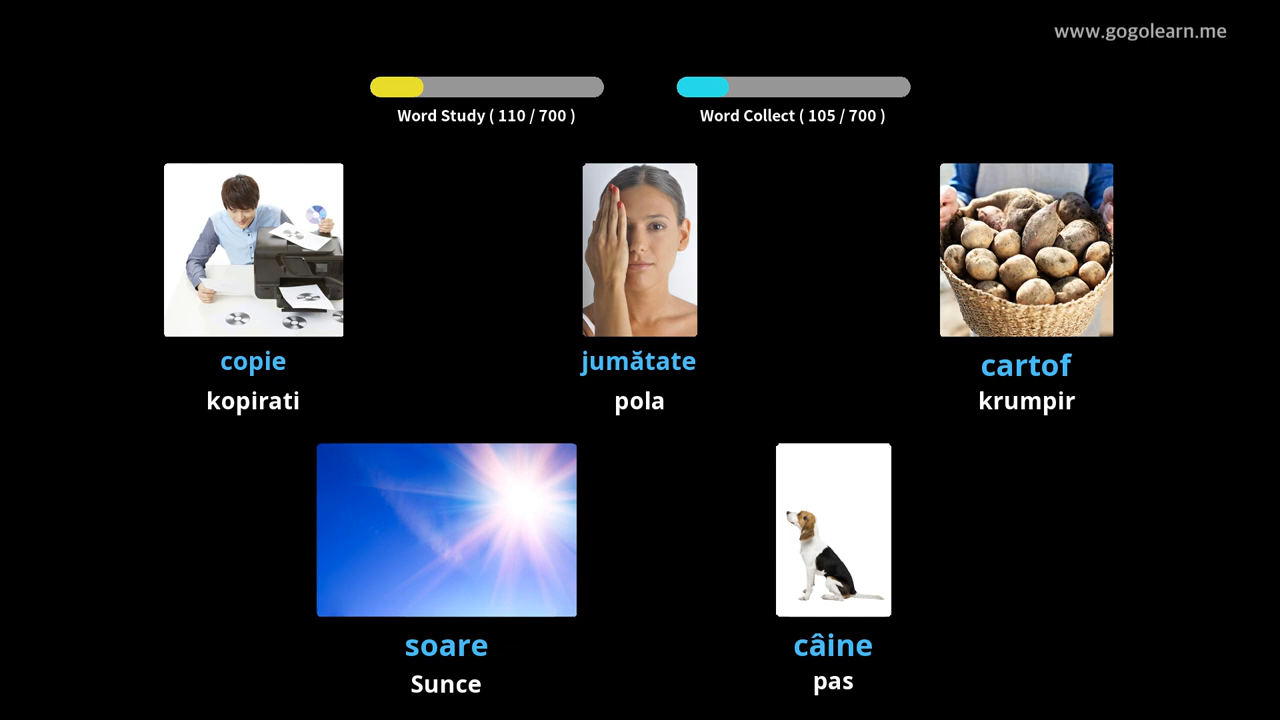 www.gogolearn.me
Word Study ( 110 / 700 )
Word Collect ( 105 / 700 )
copie
jumătate
cartof
kopirati
pola
krumpir
soare
câine
Sunce
pas